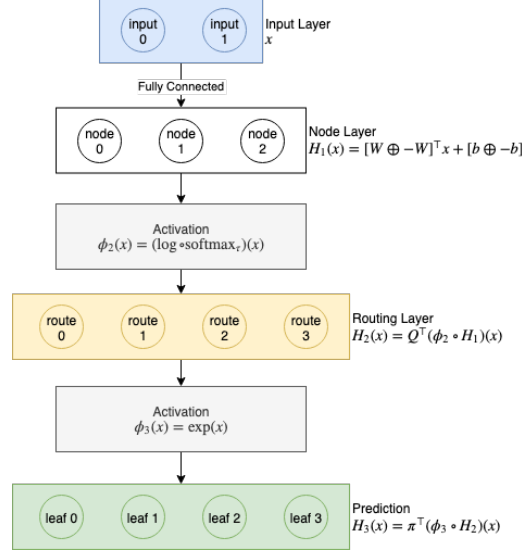 input 0
input 1
Input Layer
x
Fully Connected
node 0
node 1
node 2
Node Layer
H₁(x) = [W ⊕ −W]ᵀx + [b ⊕ −b]
Activation
ϕ₂(x) = (log∘softmaxᵣ)(x)
route 0
route 1
route 2
route 3
Routing Layer
H₂(x) = Qᵀ(ϕ₂ ∘ H₁)(x)
Activation
ϕ₃(x) = exp(x)
leaf 0
leaf 1
leaf 2
leaf 3
Prediction
H₃(x) = πᵀ(ϕ₃ ∘ H₂)(x)